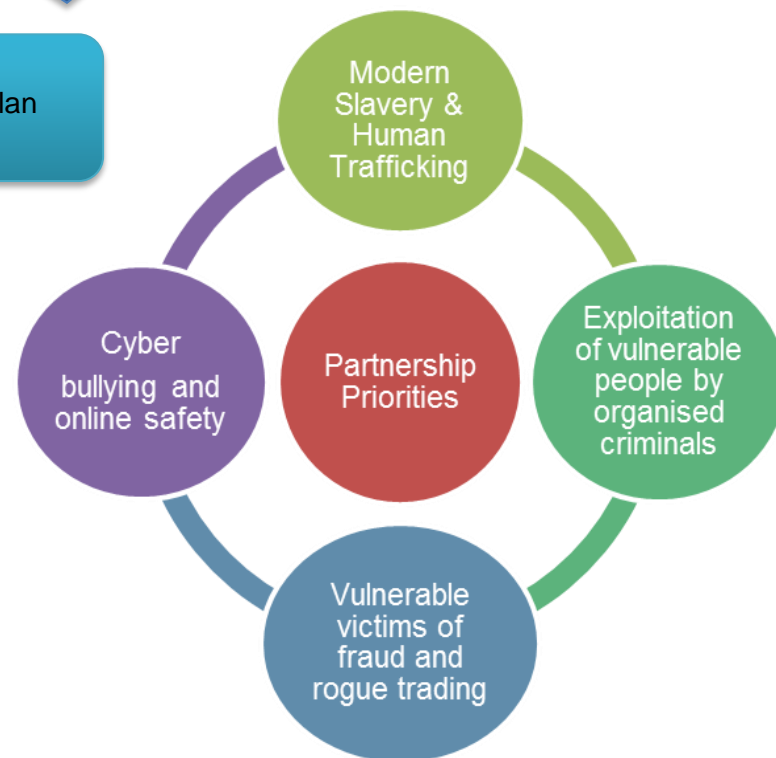 Modern
Slavery &
Human
Trafficking
Cyber
bullying and
online safety
Partnership
Priorities
Exploitation
of vulnerable
people by
organised
criminals
Vulnerable
victims of
fraud and
rogue trading